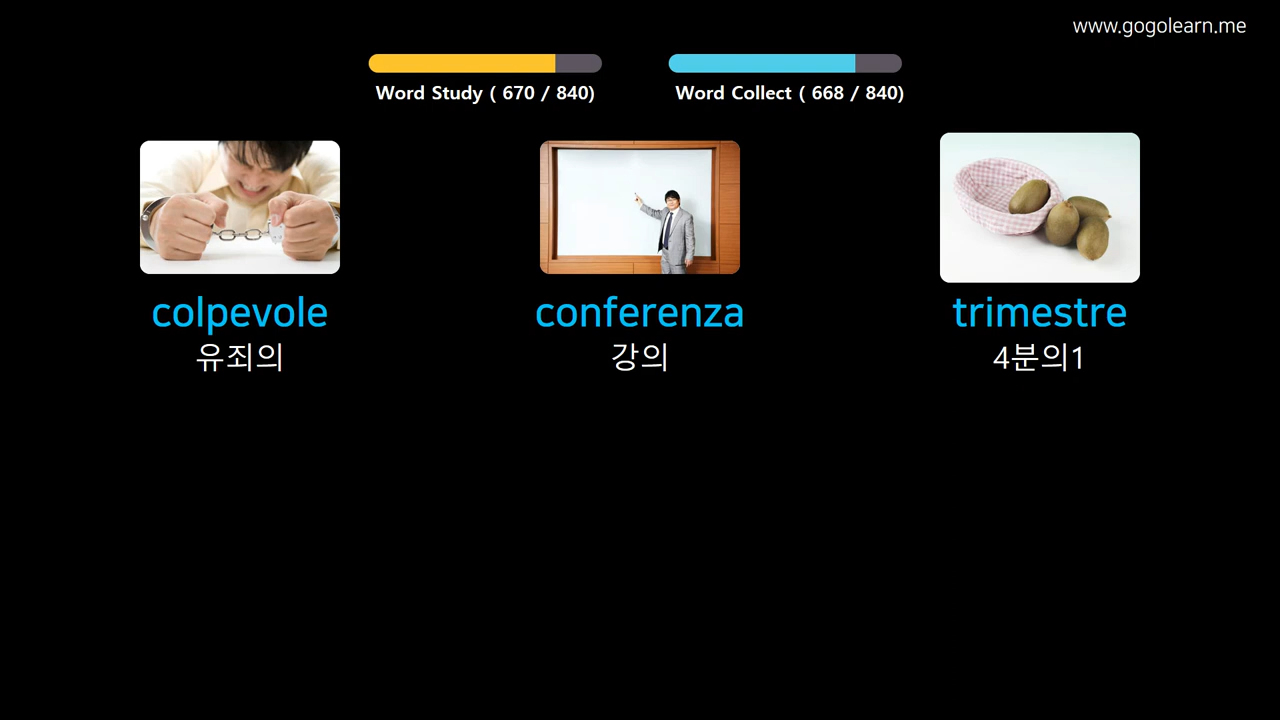 www.gogolearn.me
Word Study ( 670 / 840)
Word Collect ( 668 / 840)
colpevole
유죄의
conferenza
강의
trimestre
4분의1